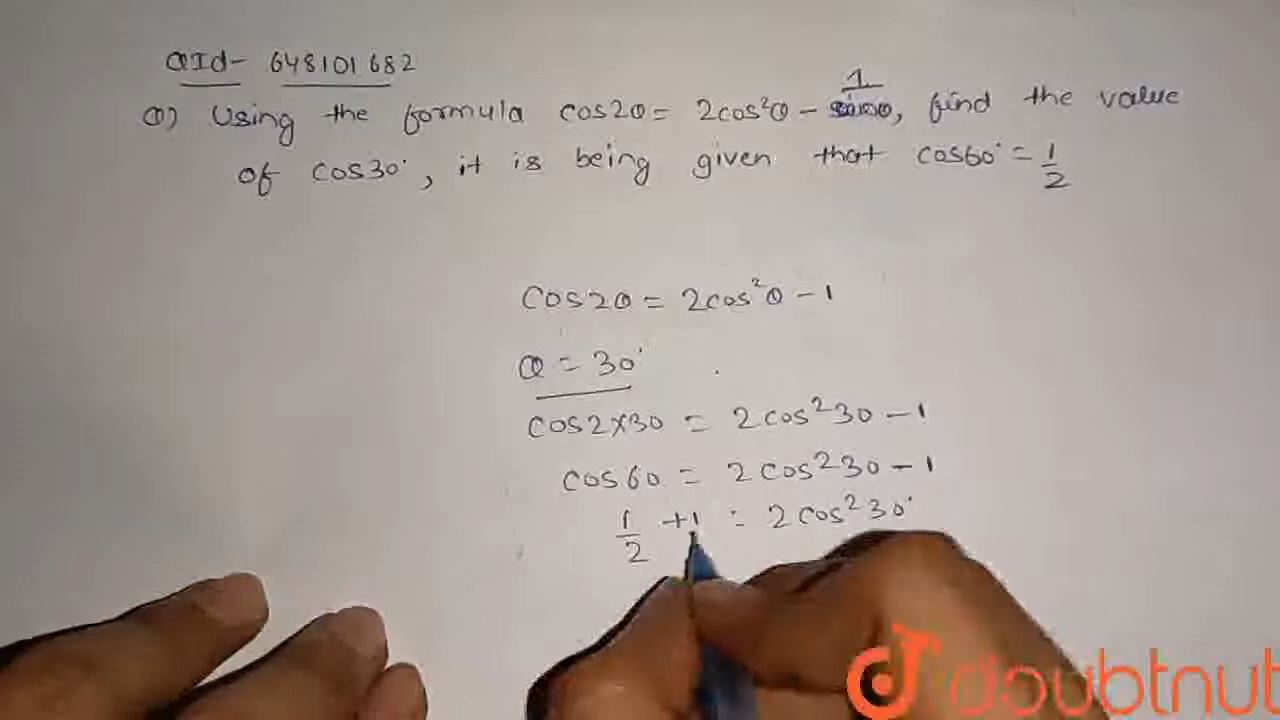 QId- 648101682
Q) Using the formula cos2θ = 2cos²θ - 1, find the value
of cos30°, it is being given that cos60° = 1/2
cos2θ = 2cos²θ - 1
θ = 30°
cos2×30 = 2cos²30 - 1
cos60 = 2cos²30 - 1
1/2 + 1 = 2cos²30°
doubtnut